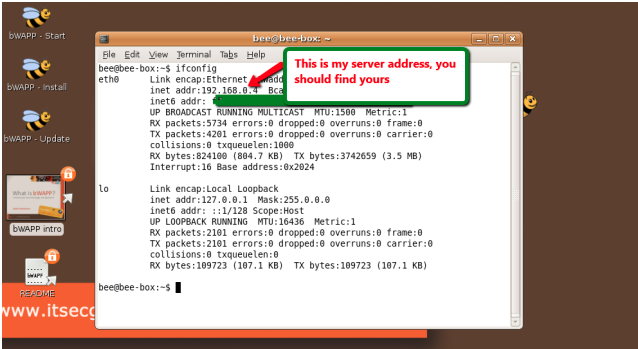 bWAPP - Start
bWAPP - Install
bWAPP - Update
What is bWAPP?
bWAPP intro
bWAPP
README
www.itsecg
bee@bee-box: ~
File Edit View Terminal Tabs Help
This is my server address, you
should find yours
bee@bee-box:~$ ifconfig
eth0 Link encap:Ethernet
inet addr:192.168.0.4 Bca
inet6 addr:
UP BROADCAST RUNNING MULTICAST MTU:1500 Metric:1
RX packets:5734 errors:0 dropped:0 overruns:0 frame:0
TX packets:4201 errors:0 dropped:0 overruns:0 carrier:0
collisions:0 txqueuelen:1000
RX bytes:824100 (804.7 KB) TX bytes:3742659 (3.5 MB)
Interrupt:16 Base address:0x2024
lo Link encap:Local Loopback
inet addr:127.0.0.1 Mask:255.0.0.0
inet6 addr: ::1/128 Scope:Host
UP LOOPBACK RUNNING MTU:16436 Metric:1
RX packets:2101 errors:0 dropped:0 overruns:0 frame:0
TX packets:2101 errors:0 dropped:0 overruns:0 carrier:0
collisions:0 txqueuelen:0
RX bytes:109723 (107.1 KB) TX bytes:109723 (107.1 KB)
bee@bee-box:~$